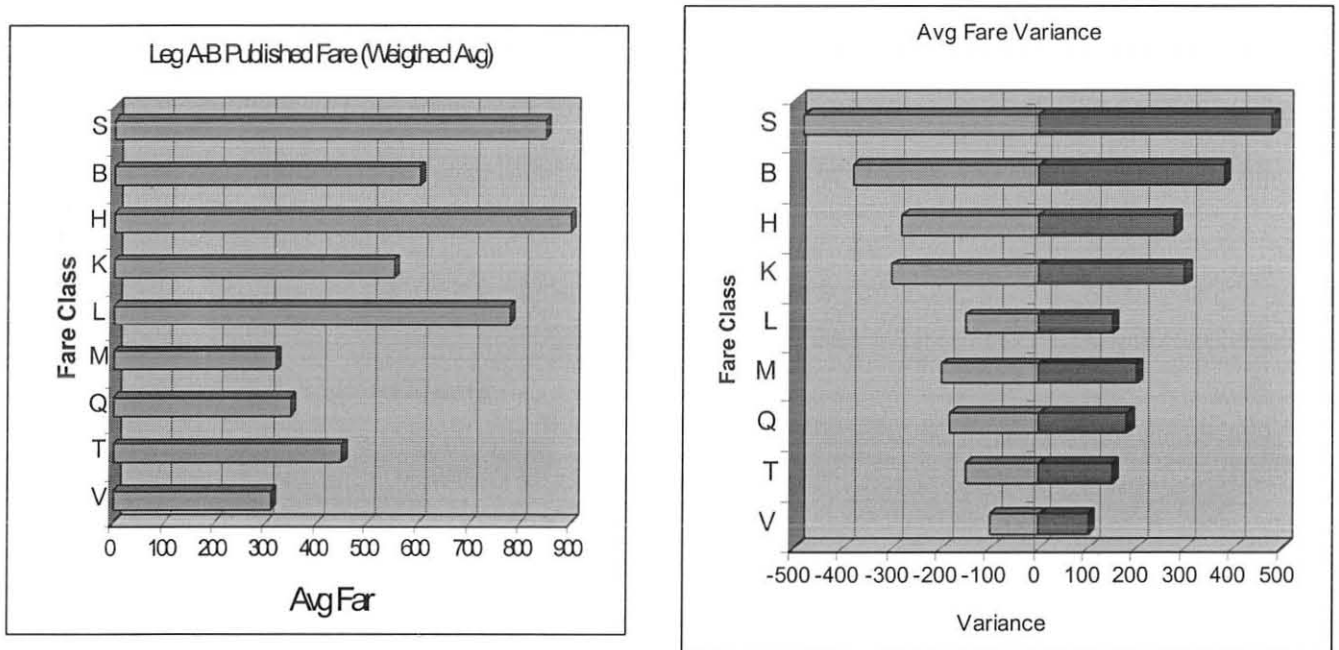 Leg A-B Published Fare (Weigthed Avg)
Fare Class
S
B
H
K
L
M
Q
T
V
0 100 200 300 400 500 600 700 800 900
Avg Far
Avg Fare Variance
Fare Class
S
B
H
K
L
M
Q
T
V
-500 -400 -300 -200 -100 0 100 200 300 400 500
Variance